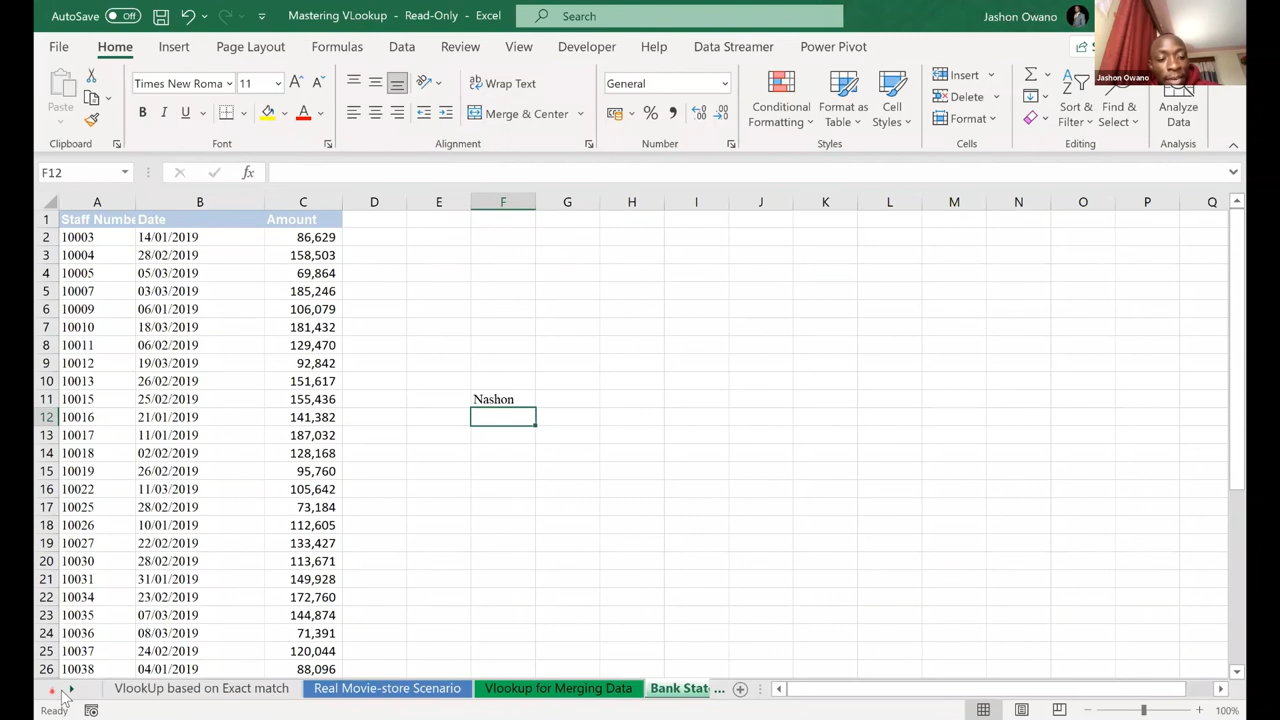 AutoSave Off Mastering VLookup - Read-Only - Excel Search Jashon Owano
File Home Insert Page Layout Formulas Data Review View Developer Help Data Streamer Power Pivot
Jashon Owano
Paste Times New Roma 11 Wrap Text General Conditional Formatting Format as Table Cell Styles Insert Sort & Filter Find & Select Analyze Data
B I U Merge & Center % Delete
Format
Clipboard Font Alignment Number Styles Cells Editing Analysis
F12 fx
A B C D E F G H I J K L M N O P Q
1 Staff Numbe Date Amount
2 10003 14/01/2019 86,629
3 10004 28/02/2019 158,503
4 10005 05/03/2019 69,864
5 10007 03/03/2019 185,246
6 10009 06/01/2019 106,079
7 10010 18/03/2019 181,432
8 10011 06/02/2019 129,470
9 10012 19/03/2019 92,842
10 10013 26/02/2019 151,617
11 10015 25/02/2019 155,436 Nashon
12 10016 21/01/2019 141,382
13 10017 11/01/2019 187,032
14 10018 02/02/2019 128,168
15 10019 26/02/2019 95,760
16 10022 11/03/2019 105,642
17 10025 28/02/2019 73,184
18 10026 10/01/2019 112,605
19 10027 22/02/2019 133,427
20 10030 28/02/2019 113,671
21 10031 31/01/2019 149,928
22 10034 23/02/2019 172,760
23 10035 07/03/2019 144,874
24 10036 08/03/2019 71,391
25 10037 24/02/2019 120,044
26 10038 04/01/2019 88,096
VlookUp based on Exact match Real Movie-store Scenario Vlookup for Merging Data Bank Stat ...
Ready 100%